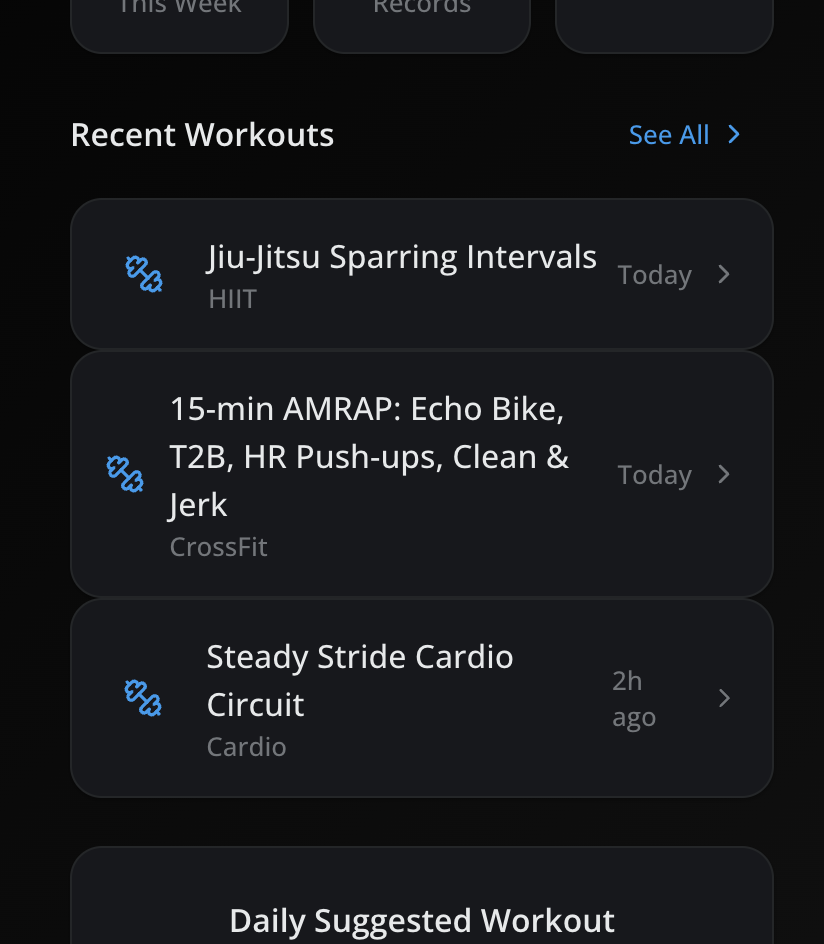 This Week
Records
Recent Workouts
See All
Jiu-Jitsu Sparring Intervals
HIIT
Today
15-min AMRAP: Echo Bike,
T2B, HR Push-ups, Clean &
Jerk
CrossFit
Today
Steady Stride Cardio
Circuit
Cardio
2h
ago
Daily Suggested Workout